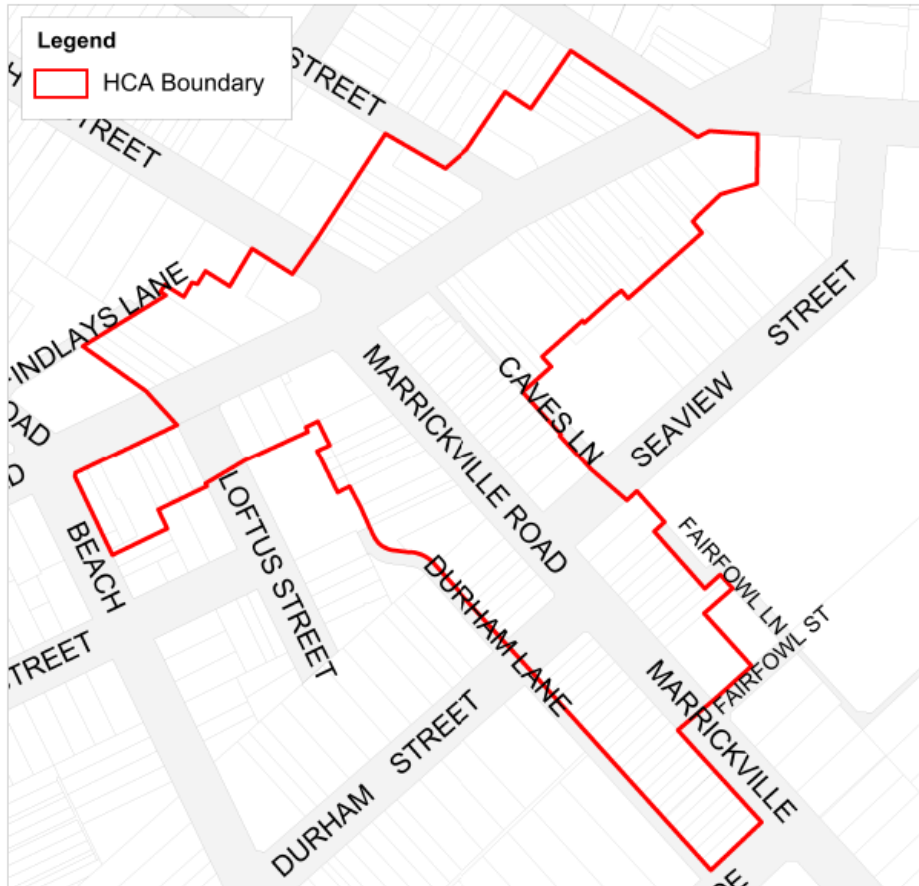 Legend
HCA Boundary
STREET
STREET
FINDLAYS LANE
OAD
D
MARRICKVILLE ROAD
CAVES LN
SEAVIEW STREET
LOFTUS STREET
BEACH
FAIRFOWL LN
FAIRFOWL ST
DURHAM LANE
MARRICKVILLE
TREET
DURHAM STREET